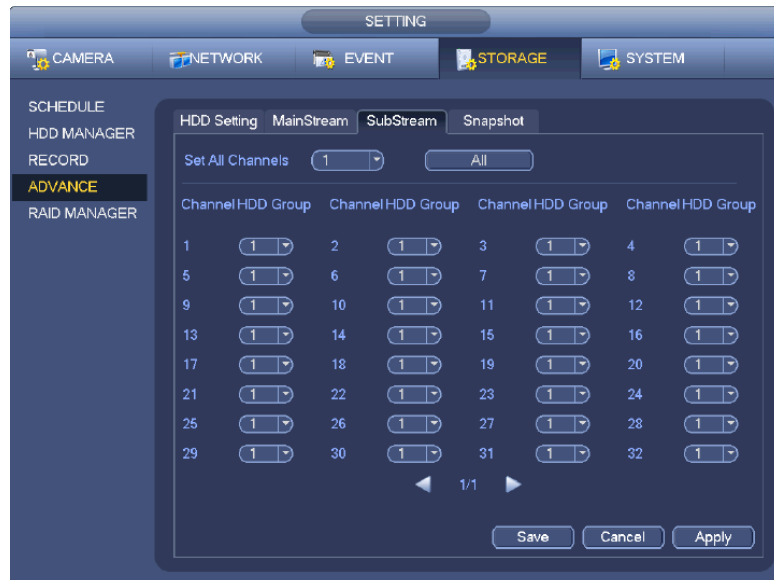 SETTING
CAMERA NETWORK EVENT STORAGE SYSTEM
SCHEDULE
HDD MANAGER
RECORD
ADVANCE
RAID MANAGER
HDD Setting MainStream SubStream Snapshot
Set All Channels 1 All
Channel HDD Group Channel HDD Group Channel HDD Group Channel HDD Group
1 1 2 1 3 1 4 1
5 1 6 1 7 1 8 1
9 1 10 1 11 1 12 1
13 1 14 1 15 1 16 1
17 1 18 1 19 1 20 1
21 1 22 1 23 1 24 1
25 1 26 1 27 1 28 1
29 1 30 1 31 1 32 1
1/1
Save Cancel Apply